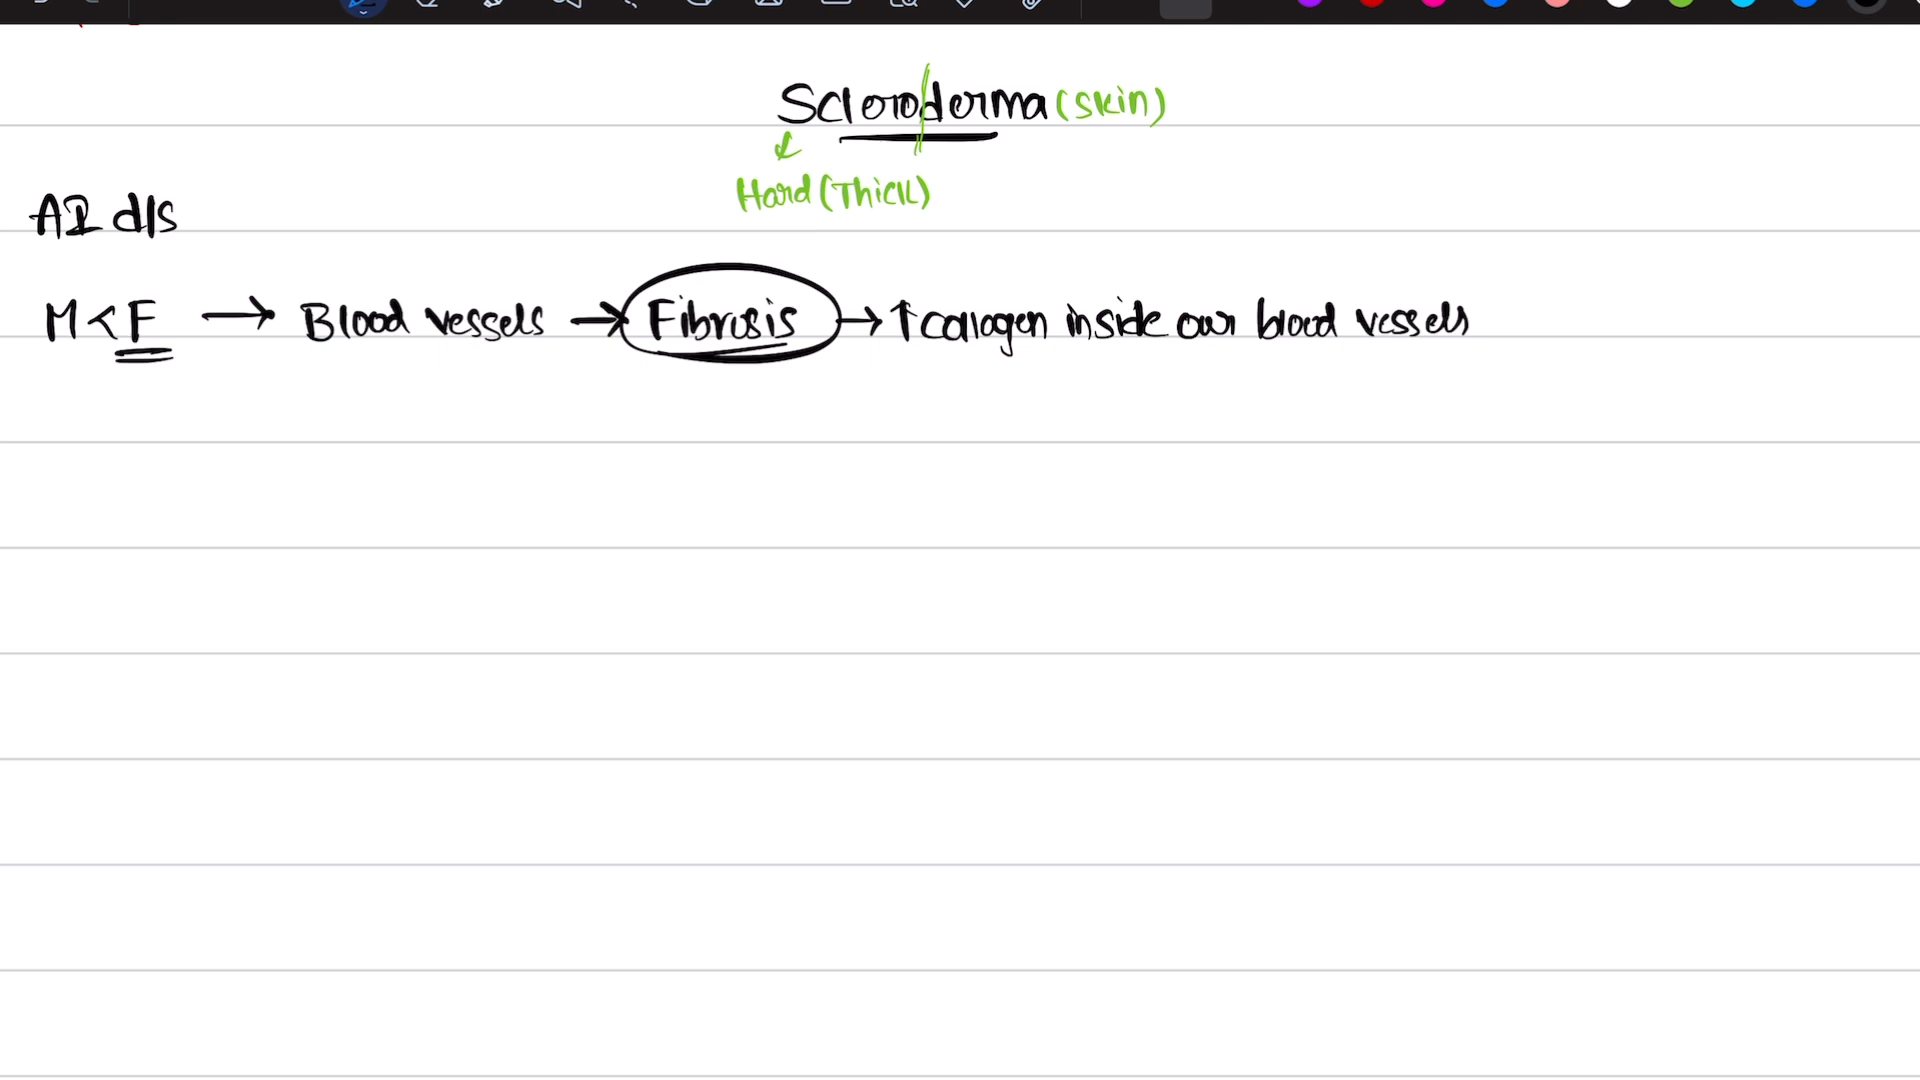 Scleroderma (skin)
Hard (Thick)
AI d/s
M < F → Blood vessels → Fibrosis → ↑ collagen inside our blood vessels